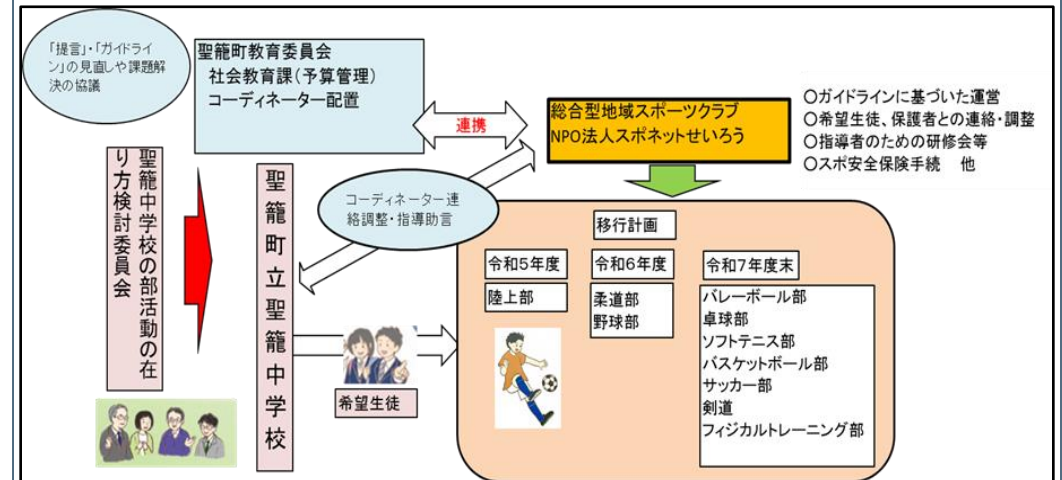 「提言」・「ガイドライ
ン」の見直しや課題解
決の協議
聖籠町教育委員会
社会教育課(予算管理)
コーディネーター配置
連携
総合型地域スポーツクラブ
NPO法人スポネットせいろう
○ガイドラインに基づいた運営
○希望生徒、保護者との連絡・調整
○指導者のための研修会等
○スポ安全保険手続　他
聖籠中学校の部活動の在
り方検討委員会
聖籠町立聖籠中学校
コーディネーター連
絡調整・指導助言
希望生徒
移行計画
令和5年度
陸上部
令和6年度
柔道部
野球部
令和7年度末
バレーボール部
卓球部
ソフトテニス部
バスケットボール部
サッカー部
剣道
フィジカルトレーニング部